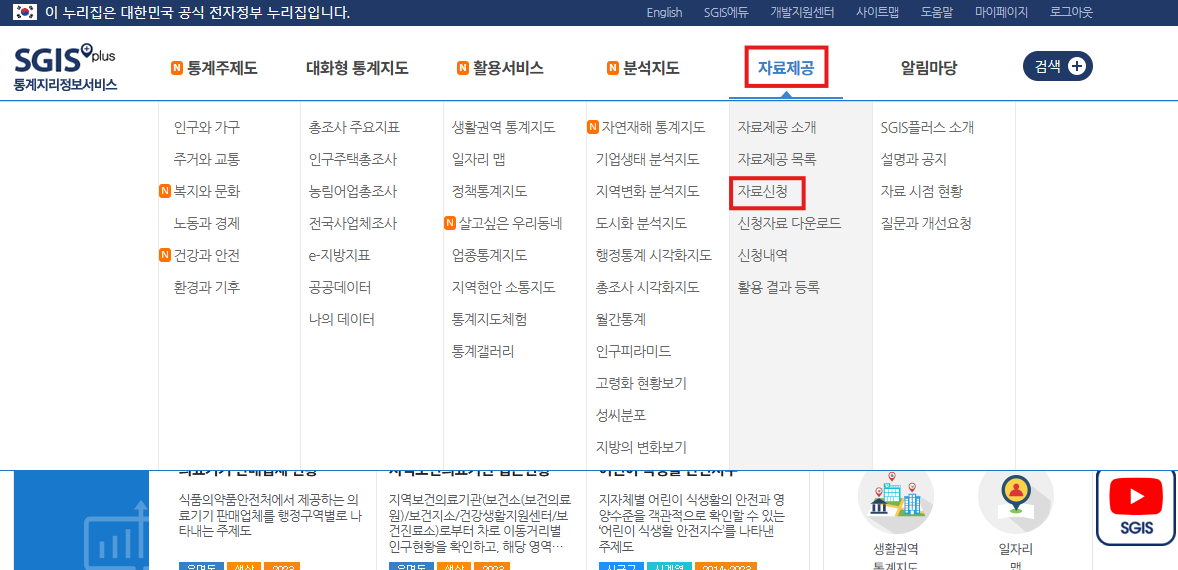 이 누리집은 대한민국 공식 전자정부 누리집입니다.
English SGIS에듀 개발지원센터 사이트맵 도움말 마이페이지 로그아웃
SGIS plus
통계지리정보서비스
N 통계주제도
대화형 통계지도
N 활용서비스
N 분석지도
자료제공
알림마당
검색
인구와 가구
주거와 교통
N 복지와 문화
노동과 경제
N 건강과 안전
환경과 기후
총조사 주요지표
인구주택총조사
농림어업총조사
전국사업체조사
e-지방지표
공공데이터
나의 데이터
생활권역 통계지도
일자리 맵
정책통계지도
N 살고싶은 우리동네
업종통계지도
지역현안 소통지도
통계지도체험
통계갤러리
N 자연재해 통계지도
기업생태 분석지도
지역변화 분석지도
도시화 분석지도
행정통계 시각화지도
총조사 시각화지도
월간통계
인구피라미드
고령화 현황보기
성씨분포
지방의 변화보기
자료제공 소개
자료제공 목록
자료신청
신청자료 다운로드
신청내역
활용 결과 등록
SGIS플러스 소개
설명과 공지
자료 시점 현황
질문과 개선요청
식품의약품안전처에서 제공하는 의
료기기 판매업체를 행정구역별로 나
타내는 주제도
읍면동 색상 2023
지역보건의료기관(보건소(보건의료
원)/보건지소/건강생활지원센터/보
건진료소)로부터 차로 이동거리별
인구현황을 확인하고, 해당 영역…
읍면동 색상 2023
지자체별 어린이 식생활의 안전과 영
양수준을 객관적으로 확인할 수 있는
'어린이 식생활 안전지수'를 나타낸
주제도
시군구 시계열 2014~2023
생활권역
통계지도
일자리
맵
SGIS